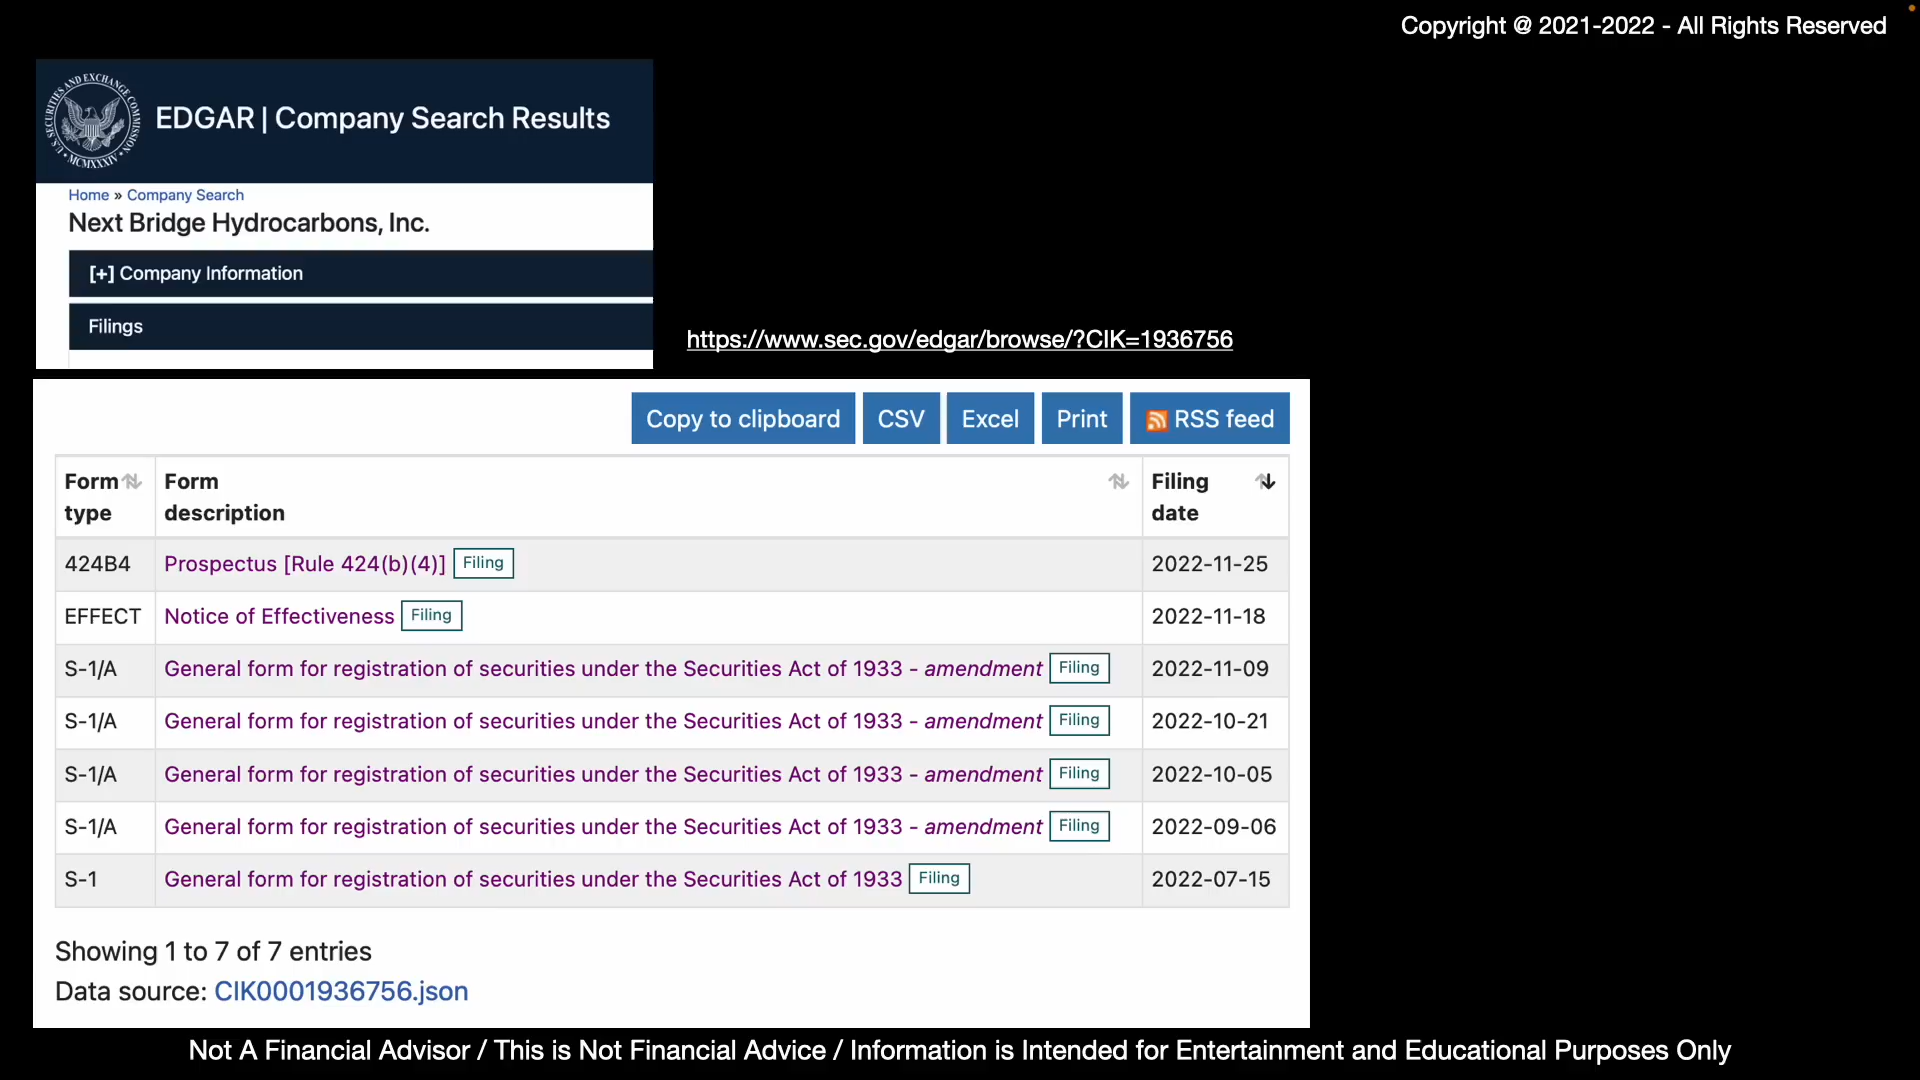 Copyright @ 2021-2022 - All Rights Reserved
U.S. SECURITIES AND EXCHANGE COMMISSION
MCMXXXIV
EDGAR | Company Search Results
Home » Company Search
Next Bridge Hydrocarbons, Inc.
[+] Company Information
Filings
https://www.sec.gov/edgar/browse/?CIK=1936756
Copy to clipboard CSV Excel Print RSS feed
Form type Form description Filing date
424B4 Prospectus [Rule 424(b)(4)] Filing 2022-11-25
EFFECT Notice of Effectiveness Filing 2022-11-18
S-1/A General form for registration of securities under the Securities Act of 1933 - amendment Filing 2022-11-09
S-1/A General form for registration of securities under the Securities Act of 1933 - amendment Filing 2022-10-21
S-1/A General form for registration of securities under the Securities Act of 1933 - amendment Filing 2022-10-05
S-1/A General form for registration of securities under the Securities Act of 1933 - amendment Filing 2022-09-06
S-1 General form for registration of securities under the Securities Act of 1933 Filing 2022-07-15
Showing 1 to 7 of 7 entries
Data source: CIK0001936756.json
Not A Financial Advisor / This is Not Financial Advice / Information is Intended for Entertainment and Educational Purposes Only